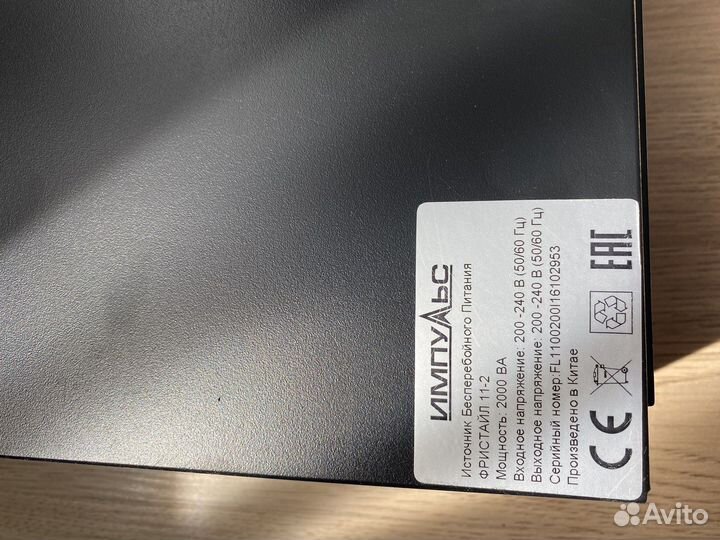 ИМПУЛЬС
Источник Бесперебойного Питания
ФРИСТАЙЛ 11-2
Мощность: 2000 ВА
Входное напряжение: 200 -240 В (50/60 Гц)
Выходное напряжение: 200 -240 В (50/60 Гц)
Серийный номер:FL1100200I16102953
Произведено в Китае
CE
EAC
Avito